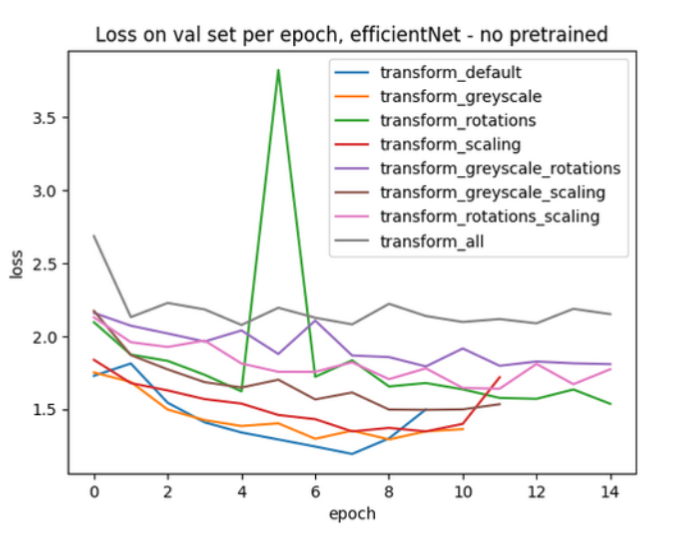 Loss on val set per epoch, efficientNet - no pretrained
transform_default
transform_greyscale
transform_rotations
transform_scaling
transform_greyscale_rotations
transform_greyscale_scaling
transform_rotations_scaling
transform_all
3.5
3.0
2.5
2.0
1.5
loss
0 2 4 6 8 10 12 14
epoch